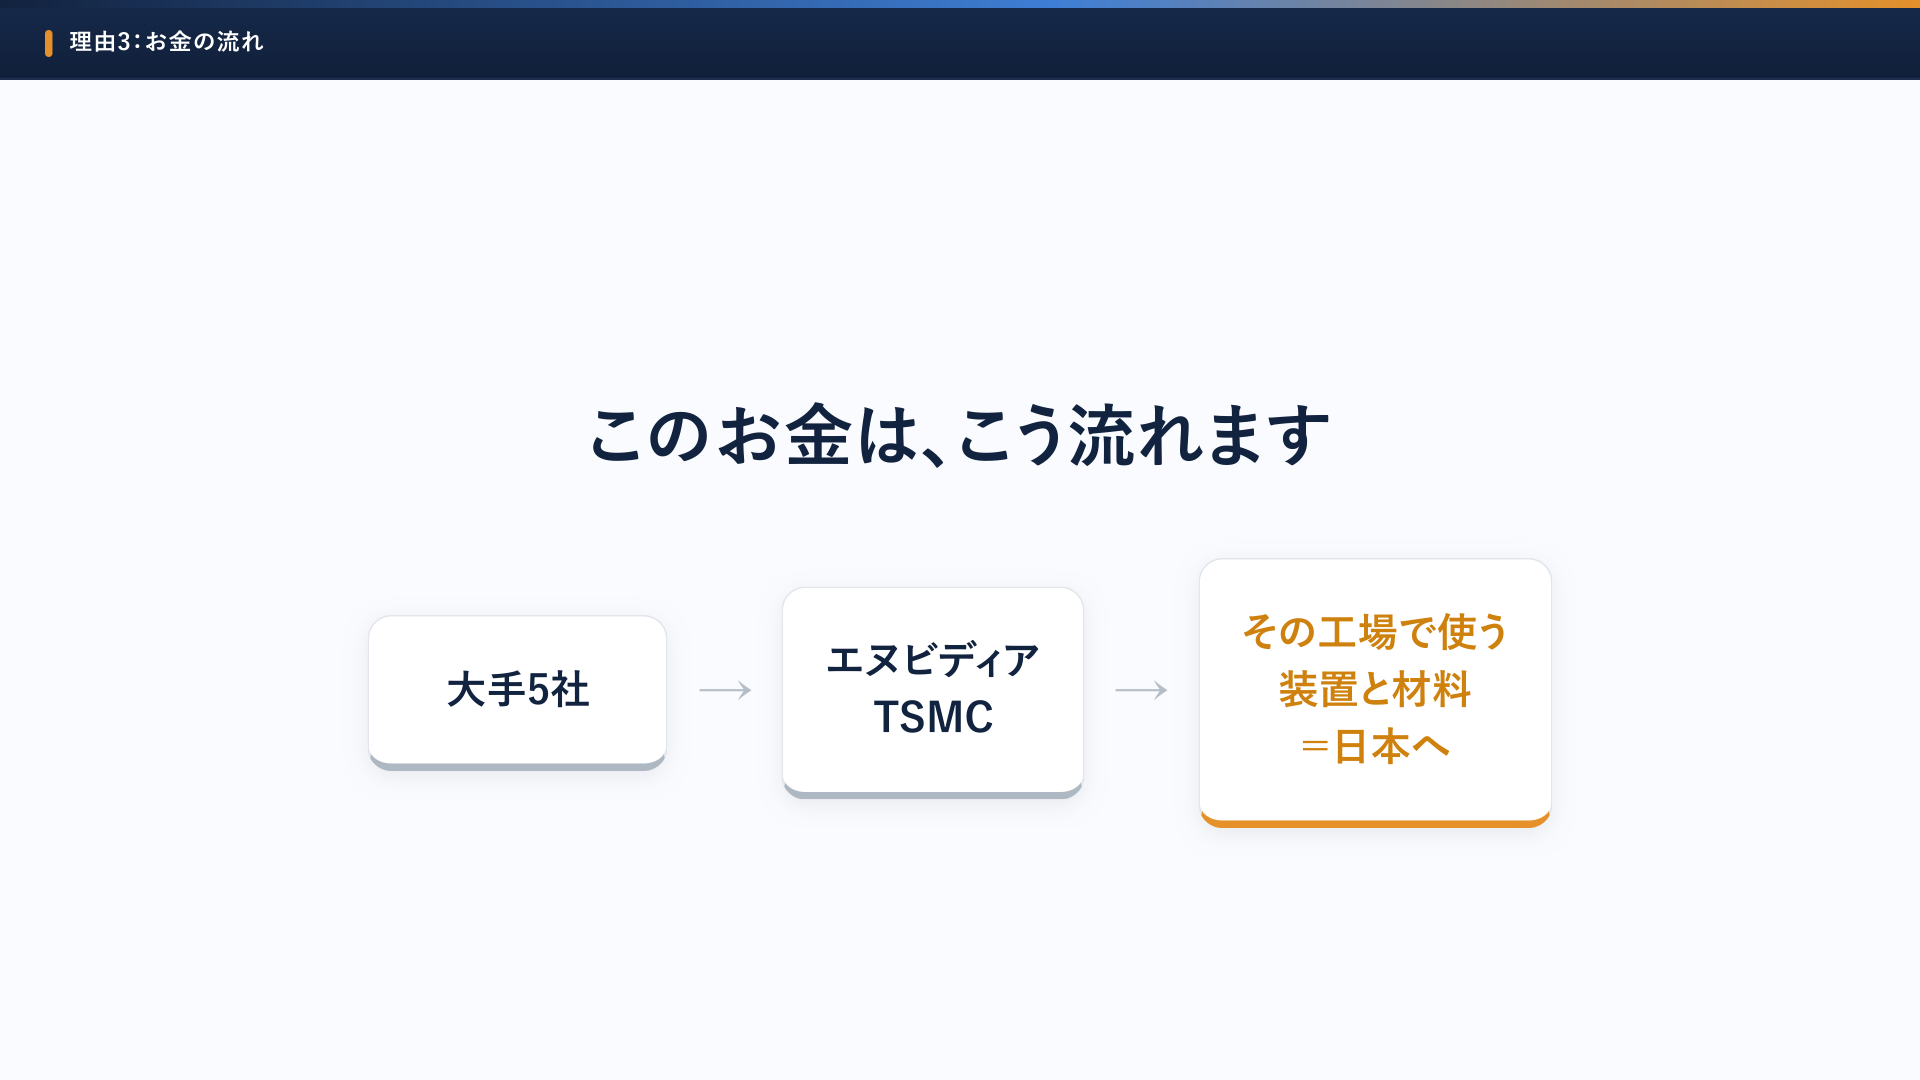 理由3：お金の流れ
このお金は、こう流れます
大手5社
→
エヌビディア
TSMC
→
その工場で使う
装置と材料
＝日本へ